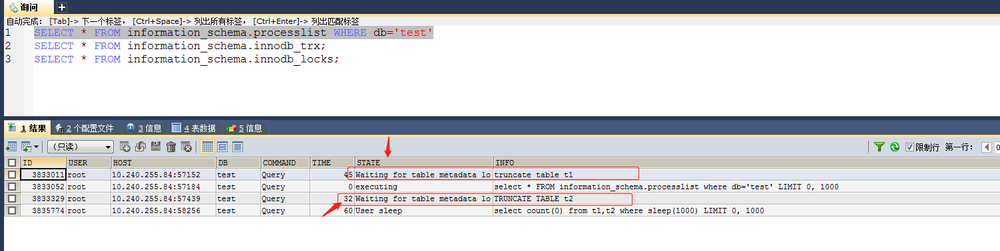 询问
自动完成： [Tab]-> 下一个标签， [Ctrl+Space]-> 列出所有标签， [Ctrl+Enter]-> 列出匹配标签
1 SELECT * FROM information_schema.processlist WHERE db='test'
2 SELECT * FROM information_schema.innodb_trx;
3 SELECT * FROM information_schema.innodb_locks;
1 结果 2 个配置文件 3 信息 4 表数据 5 信息
（只读） 限制行 第一行： 0
ID USER HOST DB COMMAND TIME STATE INFO
3833011 root 10.240.255.84:57152 test Query 45 Waiting for table metadata lo truncate table t1
3833052 root 10.240.255.84:57184 test Query 0 executing select * FROM information_schema.processlist where db='test' LIMIT 0, 1000
3833329 root 10.240.255.84:57439 test Query 32 Waiting for table metadata lo TRUNCATE TABLE t2
3835774 root 10.240.255.84:58256 test Query 60 User sleep select count(0) from t1,t2 where sleep(1000) LIMIT 0, 1000